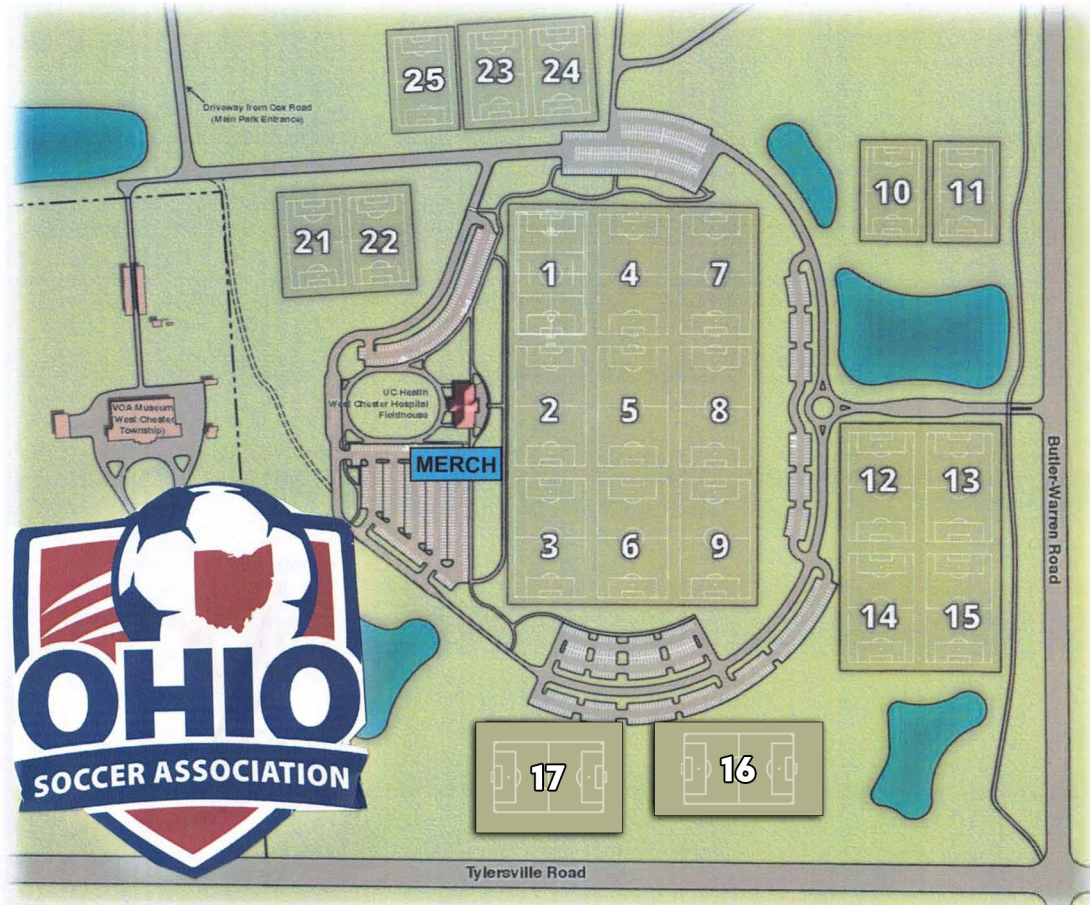 25
23
24
Driveway from Cox Road
(Main Park Entrance)
10
11
21
22
1
4
7
UC Health
West Chester Hospital
Fieldhouse
2
5
8
VOA Museum
(West Chester
Township)
MERCH
12
13
3
6
9
14
15
Butler-Warren Road
OHIO
SOCCER ASSOCIATION
17
16
Tylersville Road